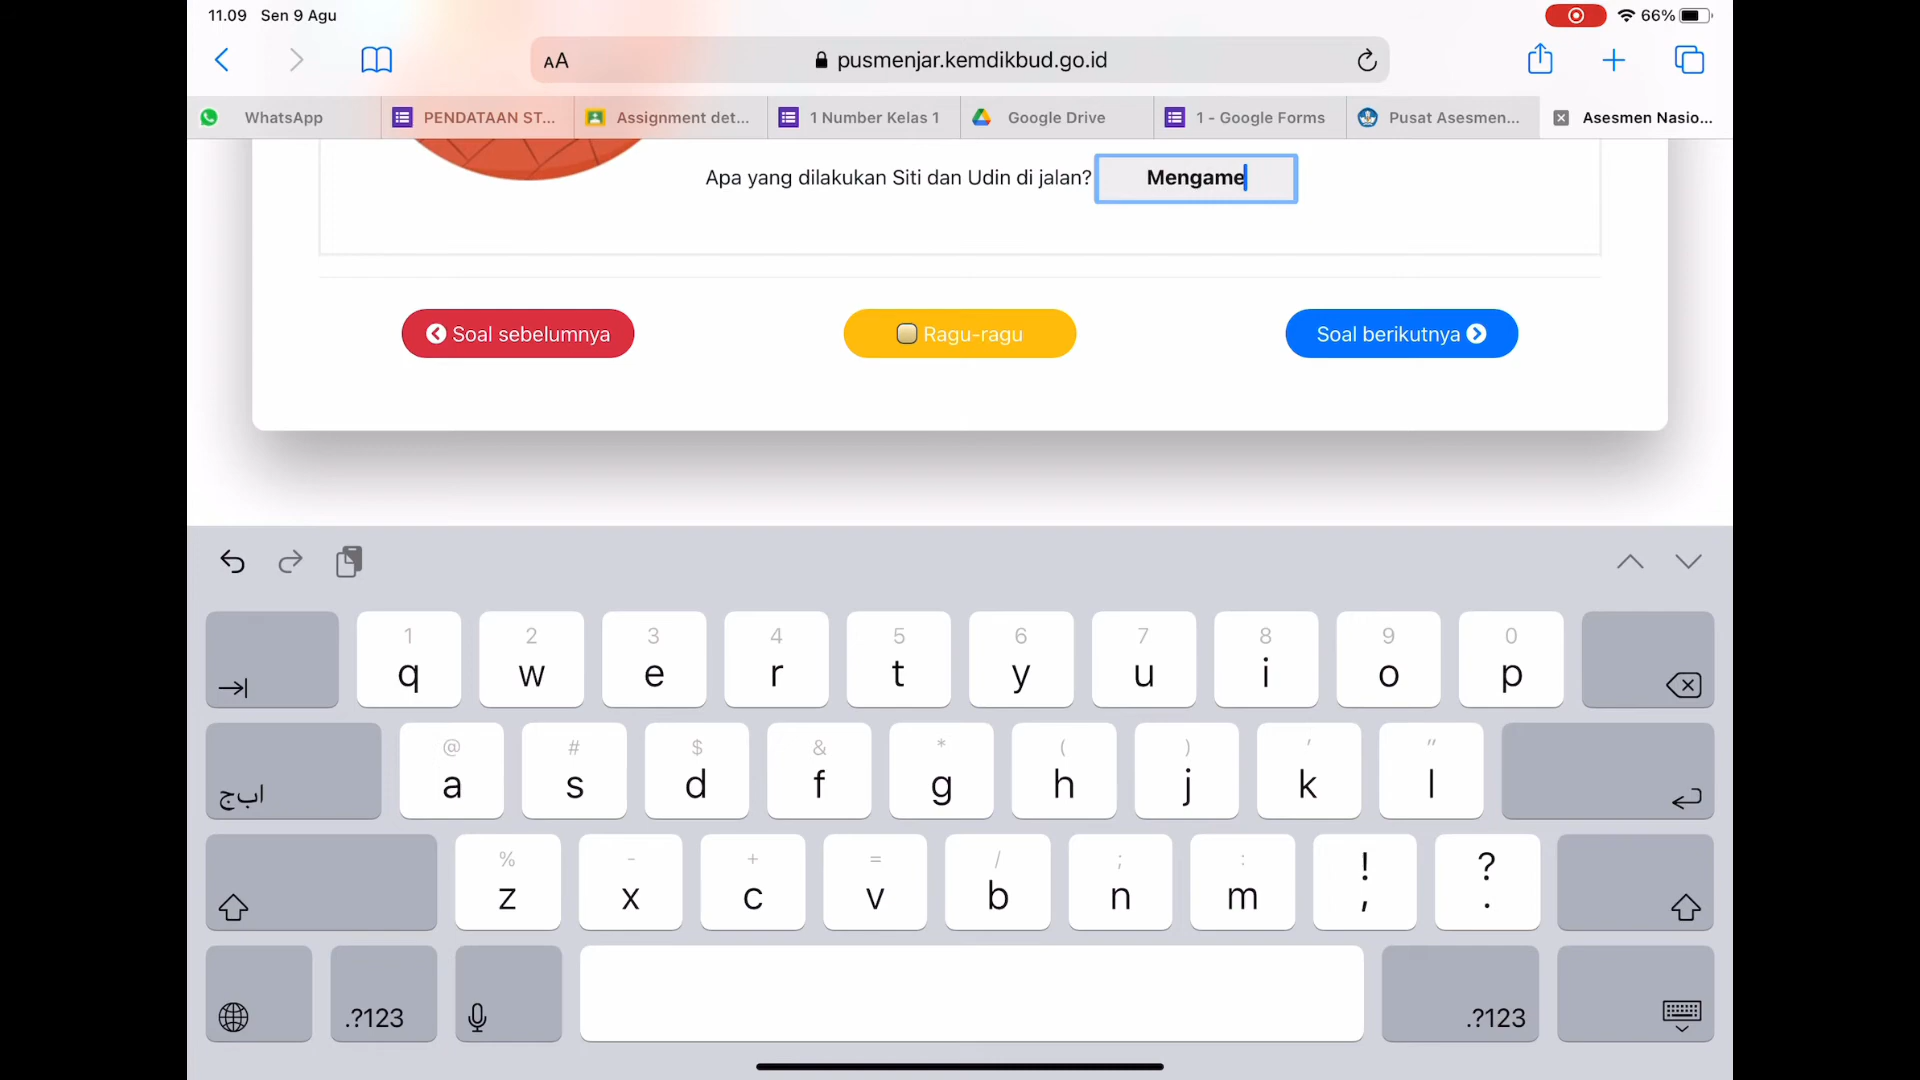 11.09 Sen 9 Agu 66%
AA pusmenjar.kemdikbud.go.id
WhatsApp PENDATAAN ST... Assignment det... 1 Number Kelas 1 Google Drive 1 - Google Forms Pusat Asesmen... Asesmen Nasio...
Apa yang dilakukan Siti dan Udin di jalan? Mengame
Soal sebelumnya Ragu-ragu Soal berikutnya
1 2 3 4 5 6 7 8 9 0
q w e r t y u i o p
@ # $ & * ( ) ' "
ابج a s d f g h j k l
% - + = / ; : ! ?
z x c v b n m , .
.?123 .?123